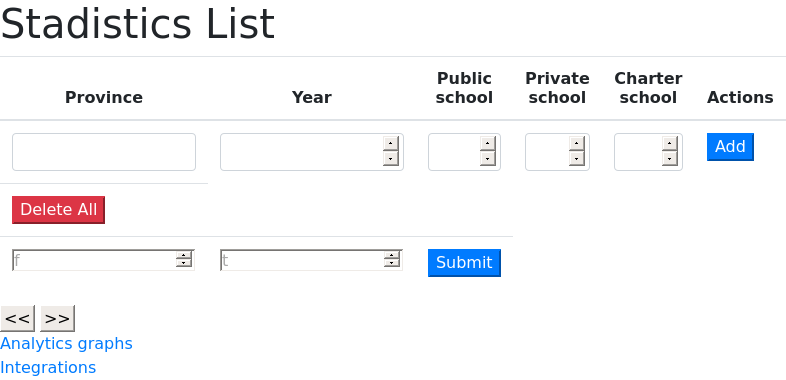 Stadistics List
Province Year Public school Private school Charter school Actions
Add
Delete All
f t Submit
<< >>
Analytics graphs
Integrations